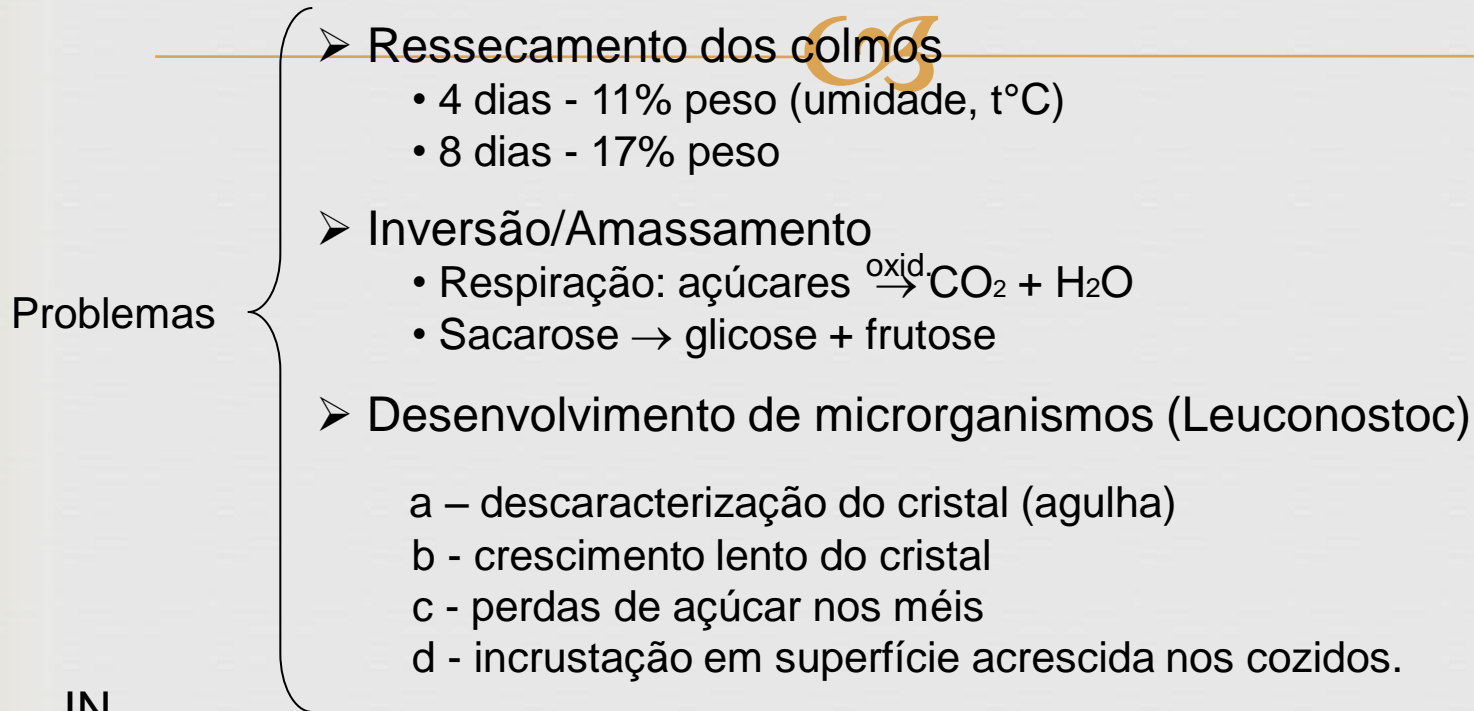 ➢ Ressecamento dos colmos
• 4 dias - 11% peso (umidade, t°C)
• 8 dias - 17% peso
➢ Inversão/Amassamento
• Respiração: açúcares oxid.→ CO₂ + H₂O
• Sacarose → glicose + frutose
Problemas
➢ Desenvolvimento de microrganismos (Leuconostoc)
a – descaracterização do cristal (agulha)
b - crescimento lento do cristal
c - perdas de açúcar nos méis
d - incrustação em superfície acrescida nos cozidos.